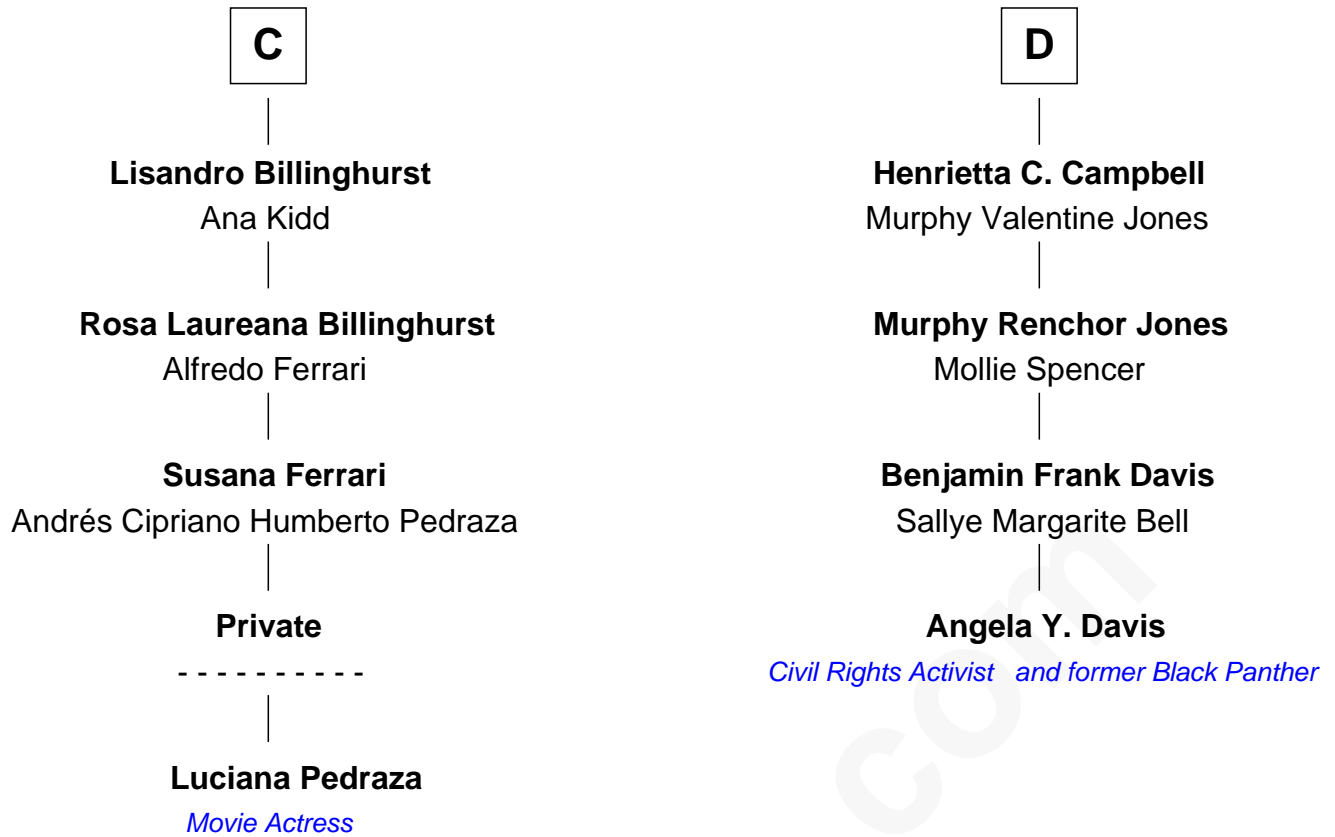 C
Lisandro Billinghurst
Ana Kidd
Rosa Laureana Billinghurst
Alfredo Ferrari
Susana Ferrari
Andrés Cipriano Humberto Pedraza
Private
- - - - - - - - - -
Luciana Pedraza
Movie Actress
D
Henrietta C. Campbell
Murphy Valentine Jones
Murphy Renchor Jones
Mollie Spencer
Benjamin Frank Davis
Sallye Margarite Bell
Angela Y. Davis
Civil Rights Activist and former Black Panther
com